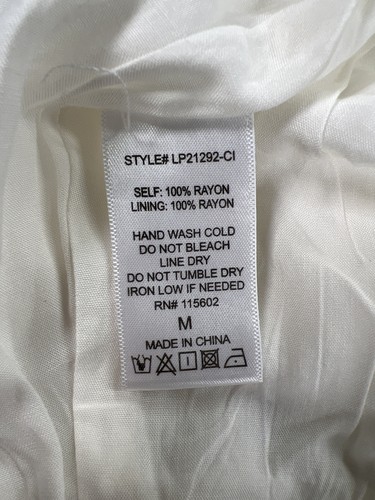 STYLE# LP21292-CI
SELF: 100% RAYON
LINING: 100% RAYON
HAND WASH COLD
DO NOT BLEACH
LINE DRY
DO NOT TUMBLE DRY
IRON LOW IF NEEDED
RN# 115602
M
MADE IN CHINA